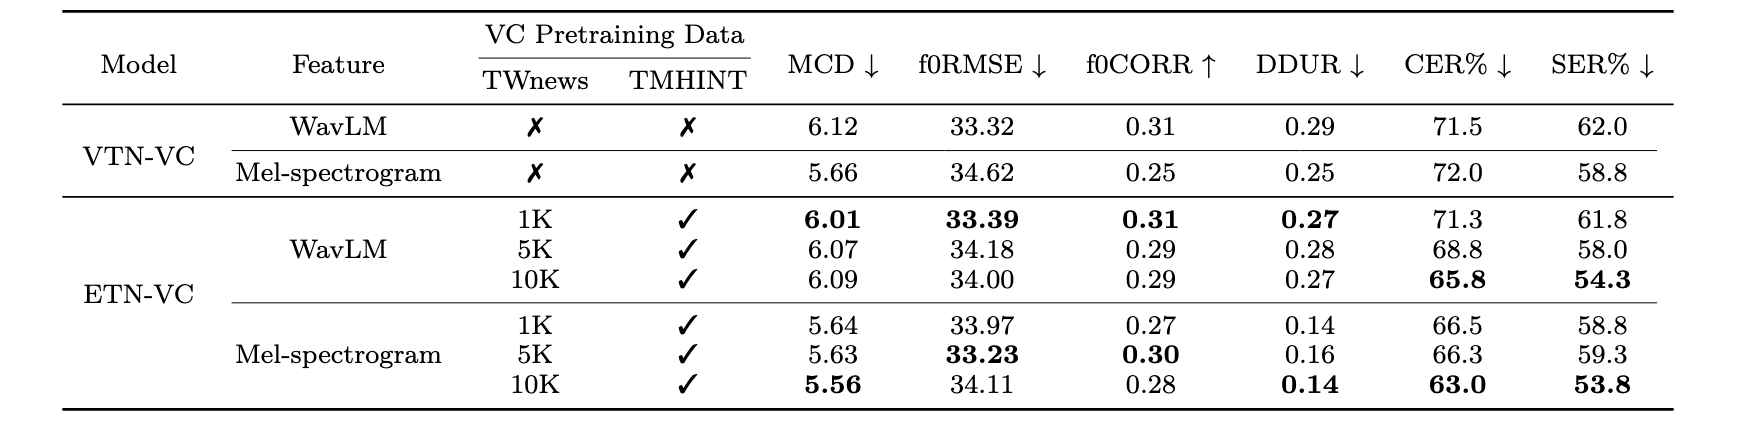 VC Pretraining Data
Model Feature MCD ↓ f0RMSE ↓ f0CORR ↑ DDUR ↓ CER% ↓ SER% ↓
TWnews TMHINT
WavLM ✗ ✗ 6.12 33.32 0.31 0.29 71.5 62.0
VTN-VC
Mel-spectrogram ✗ ✗ 5.66 34.62 0.25 0.25 72.0 58.8
1K ✓ 6.01 33.39 0.31 0.27 71.3 61.8
WavLM 5K ✓ 6.07 34.18 0.29 0.28 68.8 58.0
10K ✓ 6.09 34.00 0.29 0.27 65.8 54.3
ETN-VC
1K ✓ 5.64 33.97 0.27 0.14 66.5 58.8
Mel-spectrogram 5K ✓ 5.63 33.23 0.30 0.16 66.3 59.3
10K ✓ 5.56 34.11 0.28 0.14 63.0 53.8